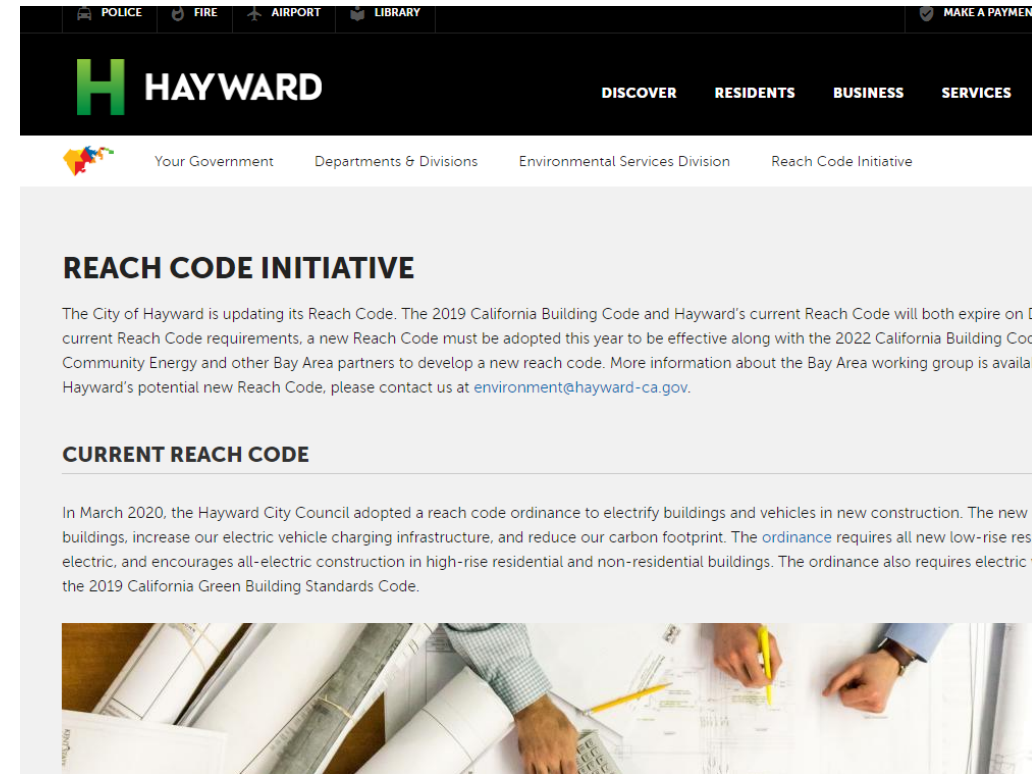 POLICE FIRE AIRPORT LIBRARY MAKE A PAYMEN
H HAYWARD DISCOVER RESIDENTS BUSINESS SERVICES
Your Government Departments & Divisions Environmental Services Division Reach Code Initiative
REACH CODE INITIATIVE
The City of Hayward is updating its Reach Code. The 2019 California Building Code and Hayward's current Reach Code will both expire on D
current Reach Code requirements, a new Reach Code must be adopted this year to be effective along with the 2022 California Building Cod
Community Energy and other Bay Area partners to develop a new reach code. More information about the Bay Area working group is availa
Hayward's potential new Reach Code, please contact us at environment@hayward-ca.gov.
CURRENT REACH CODE
In March 2020, the Hayward City Council adopted a reach code ordinance to electrify buildings and vehicles in new construction. The new
buildings, increase our electric vehicle charging infrastructure, and reduce our carbon footprint. The ordinance requires all new low-rise res
electric, and encourages all-electric construction in high-rise residential and non-residential buildings. The ordinance also requires electric
the 2019 California Green Building Standards Code.